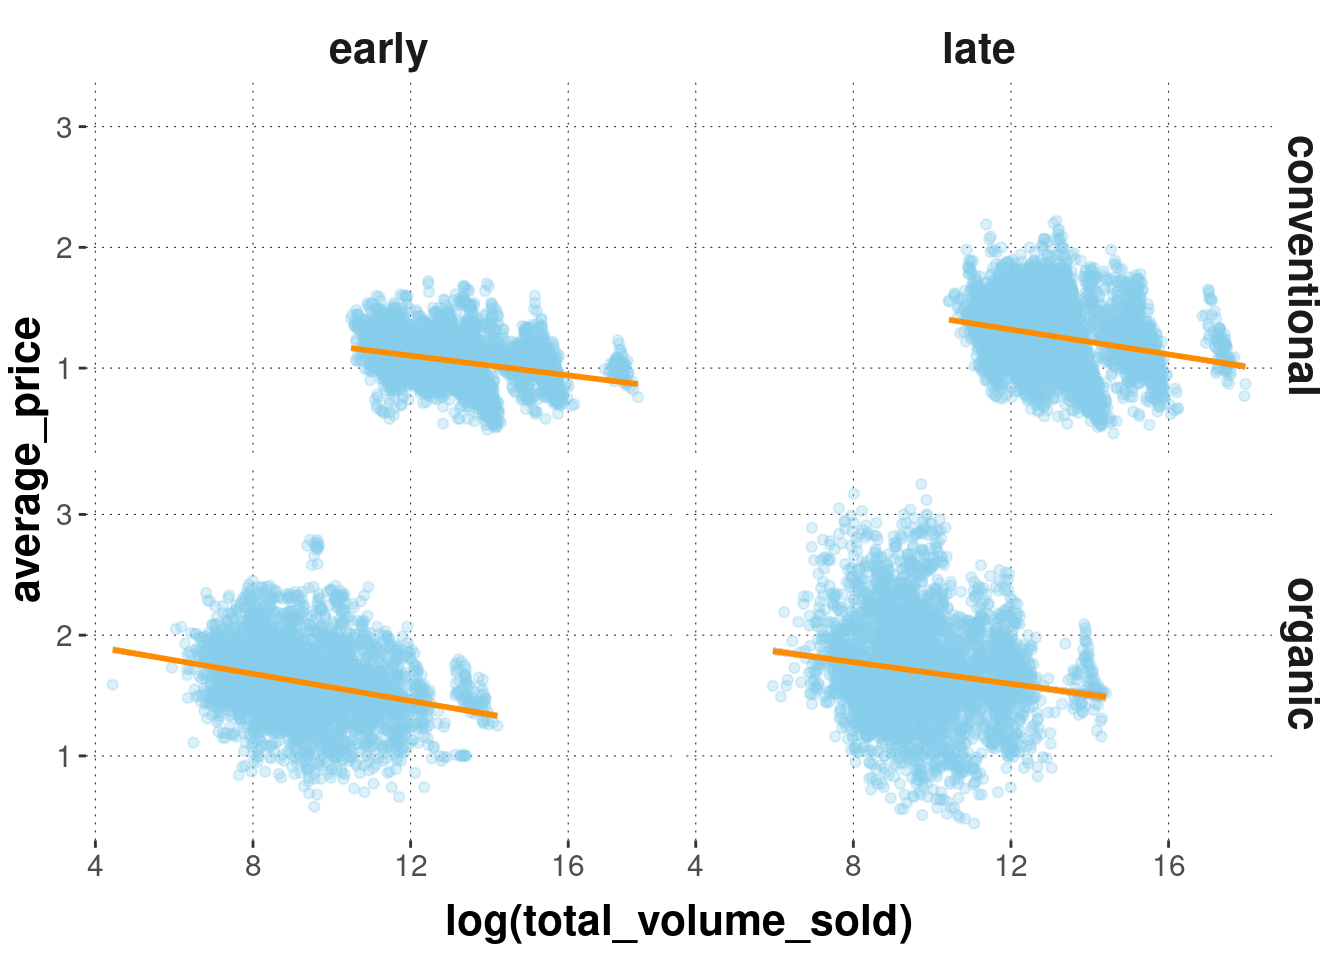 early
late
3
2
1
conventional
3
2
1
organic
average_price
4
8
12
16
4
8
12
16
log(total_volume_sold)